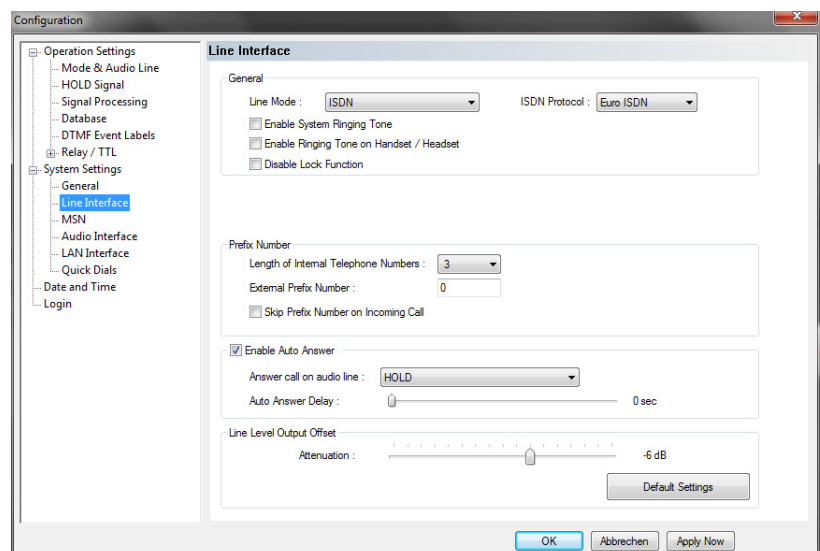 Configuration
Operation Settings
Mode & Audio Line
HOLD Signal
Signal Processing
Database
DTMF Event Labels
Relay / TTL
System Settings
General
Line Interface
MSN
Audio Interface
LAN Interface
Quick Dials
Date and Time
Login
Line Interface
General
Line Mode : ISDN ISDN Protocol : Euro ISDN
Enable System Ringing Tone
Enable Ringing Tone on Handset / Headset
Disable Lock Function
Prefix Number
Length of Internal Telephone Numbers : 3
External Prefix Number : 0
Skip Prefix Number on Incoming Call
Enable Auto Answer
Answer call on audio line : HOLD
Auto Answer Delay : 0 sec
Line Level Output Offset
Attenuation : -6 dB
Default Settings
OK Abbrechen Apply Now